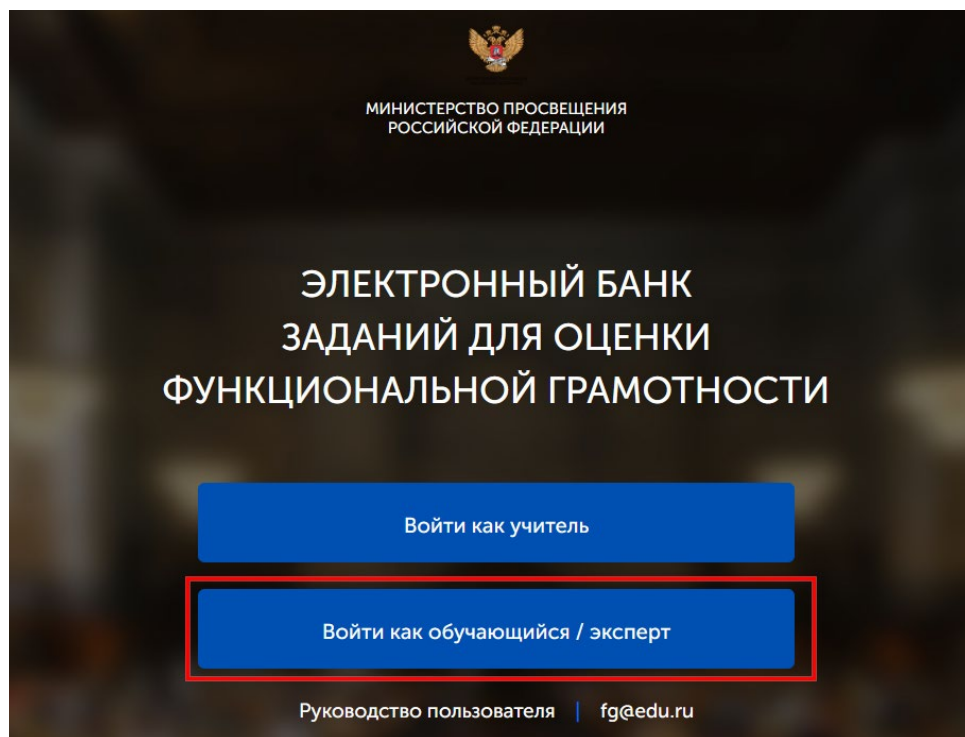 МИНИСТЕРСТВО ПРОСВЕЩЕНИЯ
РОССИЙСКОЙ ФЕДЕРАЦИИ
ЭЛЕКТРОННЫЙ БАНК
ЗАДАНИЙ ДЛЯ ОЦЕНКИ
ФУНКЦИОНАЛЬНОЙ ГРАМОТНОСТИ
Войти как учитель
Войти как обучающийся / эксперт
Руководство пользователя | fg@edu.ru